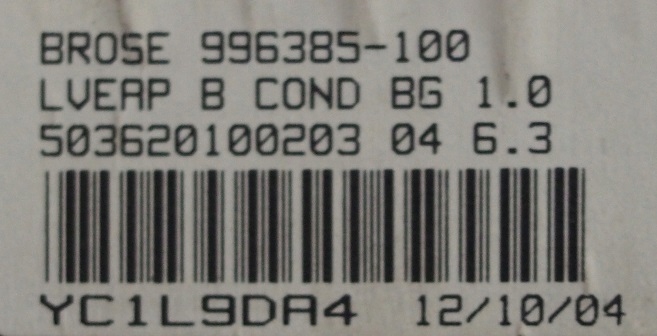 BROSE 996385-100
LVEAP B COND BG 1.0
503620100203 04 6.3
YC1L9DA4 12/10/04